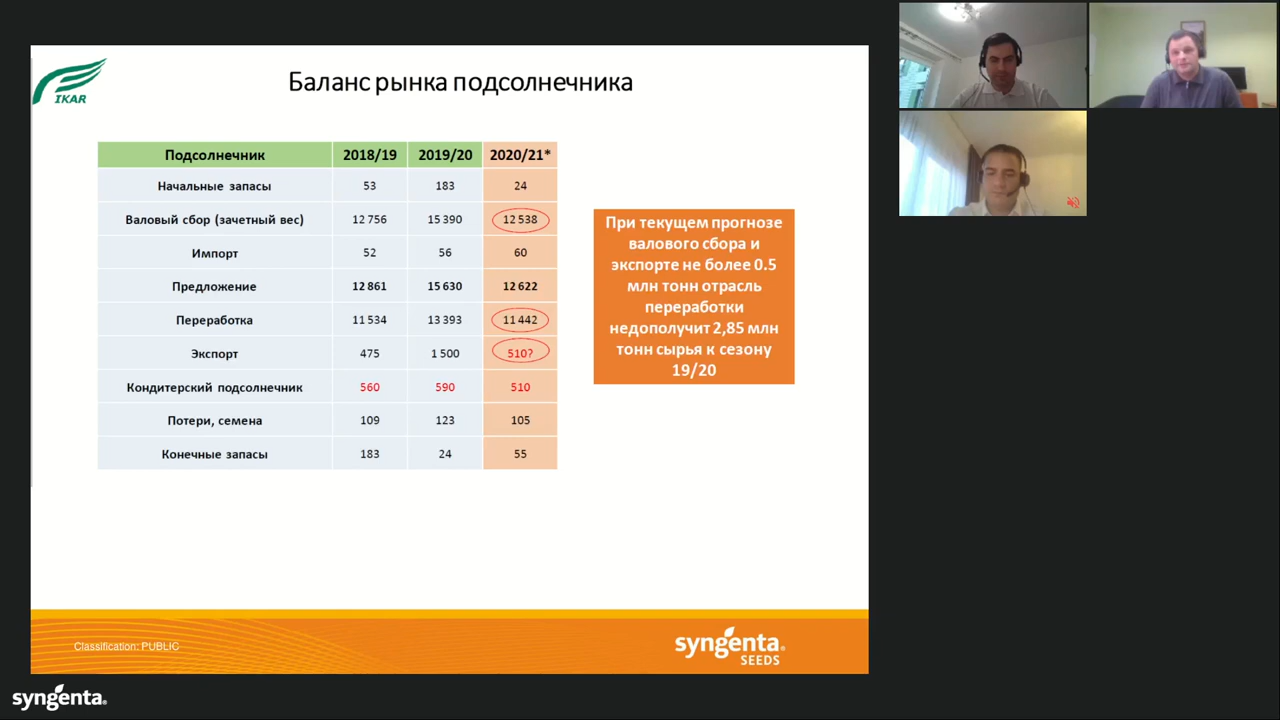 IKAR
Баланс рынка подсолнечника
Подсолнечник 2018/19 2019/20 2020/21*
Начальные запасы 53 183 24
Валовый сбор (зачетный вес) 12 756 15 390 12 538
Импорт 52 56 60
Предложение 12 861 15 630 12 622
Переработка 11 534 13 393 11 442
Экспорт 475 1 500 510?
Кондитерский подсолнечник 560 590 510
Потери, семена 109 123 105
Конечные запасы 183 24 55
При текущем прогнозе
валового сбора и
экспорте не более 0.5
млн тонн отрасль
переработки
недополучит 2,85 млн
тонн сырья к сезону
19/20
Classification: PUBLIC
syngenta
SEEDS
syngenta